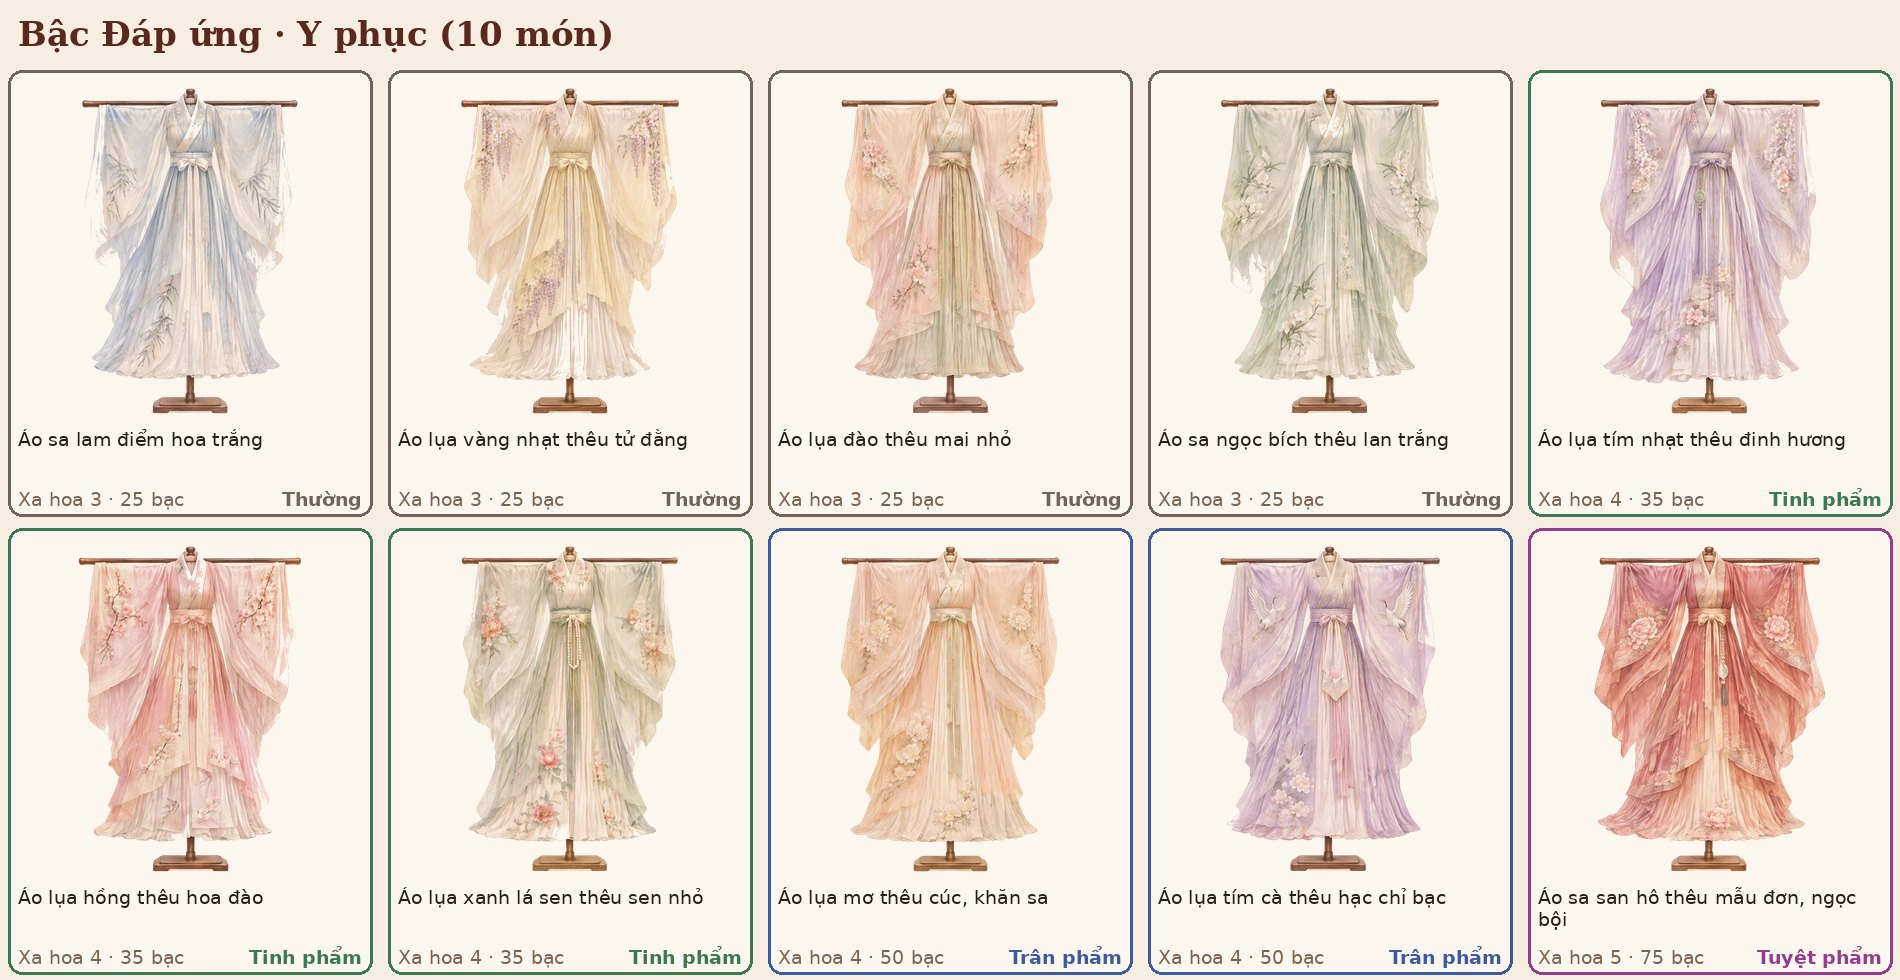 Bậc Đáp ứng · Y phục (10 món)
Áo sa lam điểm hoa trắng
Xa hoa 3 · 25 bạc
Thường
Áo lụa vàng nhạt thêu tử đằng
Xa hoa 3 · 25 bạc
Thường
Áo lụa đào thêu mai nhỏ
Xa hoa 3 · 25 bạc
Thường
Áo sa ngọc bích thêu lan trắng
Xa hoa 3 · 25 bạc
Thường
Áo lụa tím nhạt thêu đinh hương
Xa hoa 4 · 35 bạc
Tinh phẩm
Áo lụa hồng thêu hoa đào
Xa hoa 4 · 35 bạc
Tinh phẩm
Áo lụa xanh lá sen thêu sen nhỏ
Xa hoa 4 · 35 bạc
Tinh phẩm
Áo lụa mơ thêu cúc, khăn sa
Xa hoa 4 · 50 bạc
Trân phẩm
Áo lụa tím cà thêu hạc chỉ bạc
Xa hoa 4 · 50 bạc
Trân phẩm
Áo sa san hô thêu mẫu đơn, ngọc
bội
Xa hoa 5 · 75 bạc
Tuyệt phẩm